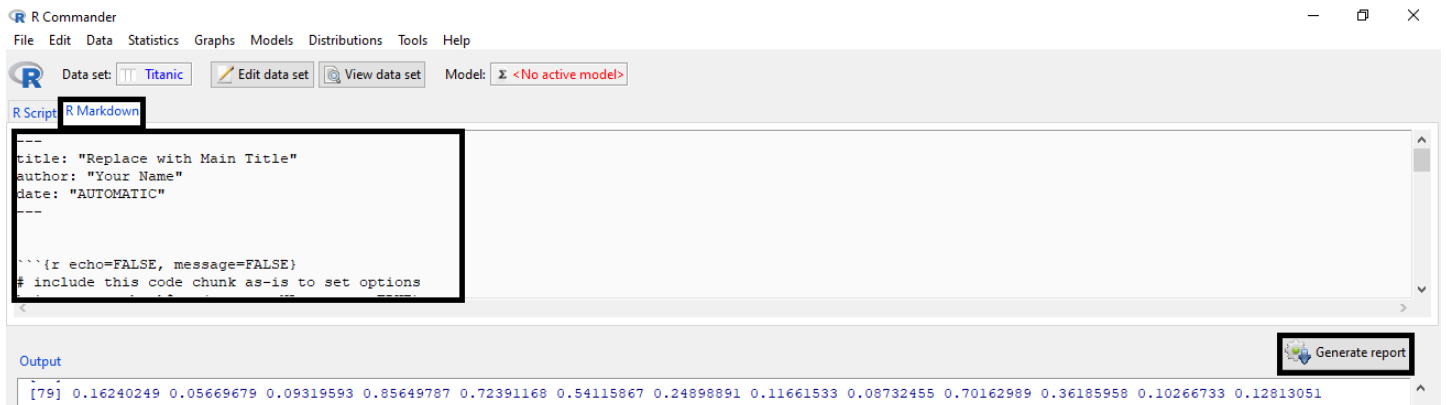 R Commander
File Edit Data Statistics Graphs Models Distributions Tools Help
R Data set: Titanic Edit data set View data set Model: Σ <No active model>
R Script R Markdown
---
title: "Replace with Main Title"
author: "Your Name"
date: "AUTOMATIC"
---
```{r echo=FALSE, message=FALSE}
# include this code chunk as-is to set options
Output Generate report
[79] 0.16240249 0.05669679 0.09319593 0.85649787 0.72391168 0.54115867 0.24898891 0.11661533 0.08732455 0.70162989 0.36185958 0.10266733 0.12813051